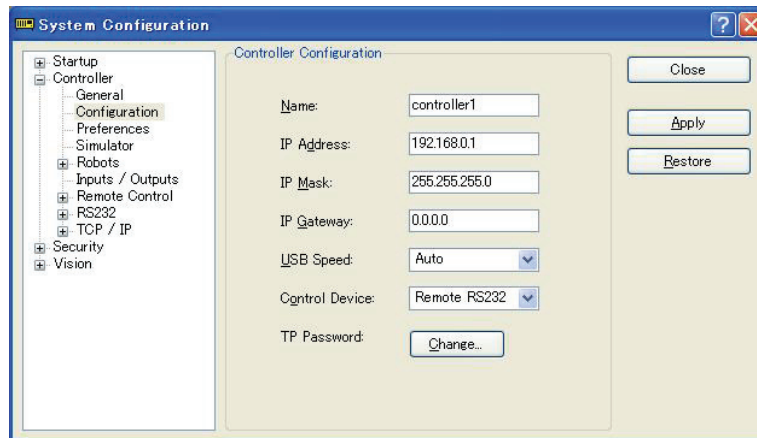 System Configuration
Startup
Controller
General
Configuration
Preferences
Simulator
Robots
Inputs / Outputs
Remote Control
RS232
TCP / IP
Security
Vision
Controller Configuration
Name: controller1
IP Address: 192.168.0.1
IP Mask: 255.255.255.0
IP Gateway: 0.0.0.0
USB Speed: Auto
Control Device: Remote RS232
TP Password: Change...
Close
Apply
Restore